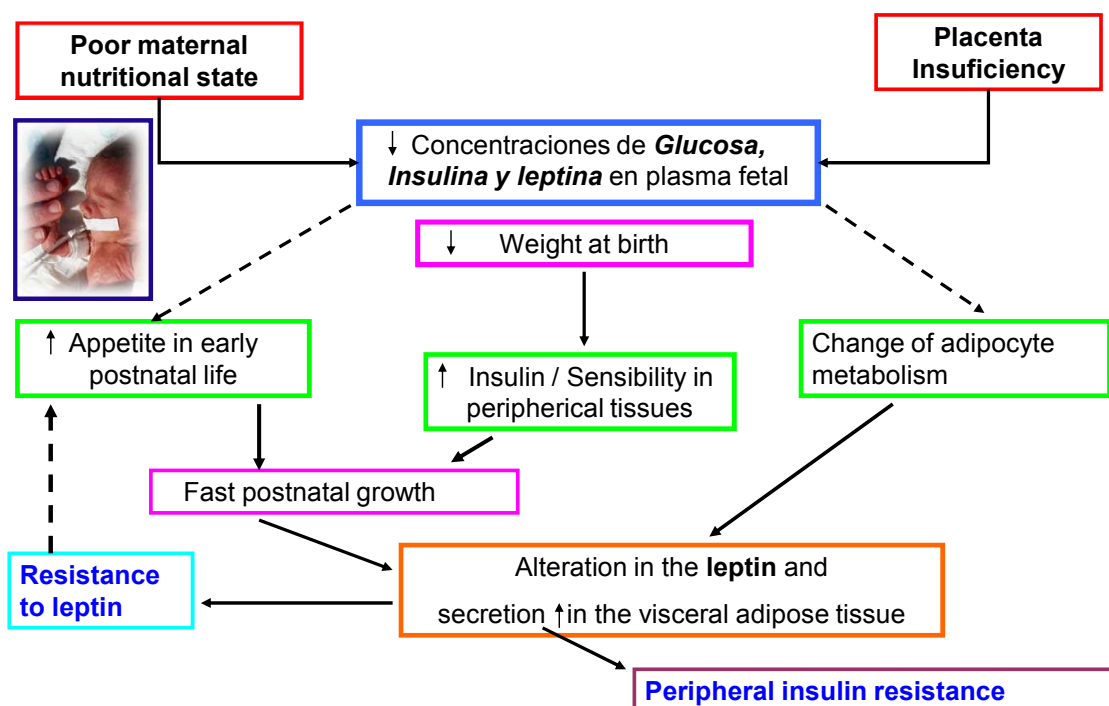 Poor maternal
nutritional state
Placenta
Insuficiency
↓ Concentraciones de Glucosa,
Insulina y leptina en plasma fetal
↓ Weight at birth
↑ Appetite in early
postnatal life
↑ Insulin / Sensibility in
peripherical tissues
Change of adipocyte
metabolism
Fast postnatal growth
Resistance
to leptin
Alteration in the leptin and
secretion ↑in the visceral adipose tissue
Peripheral insulin resistance